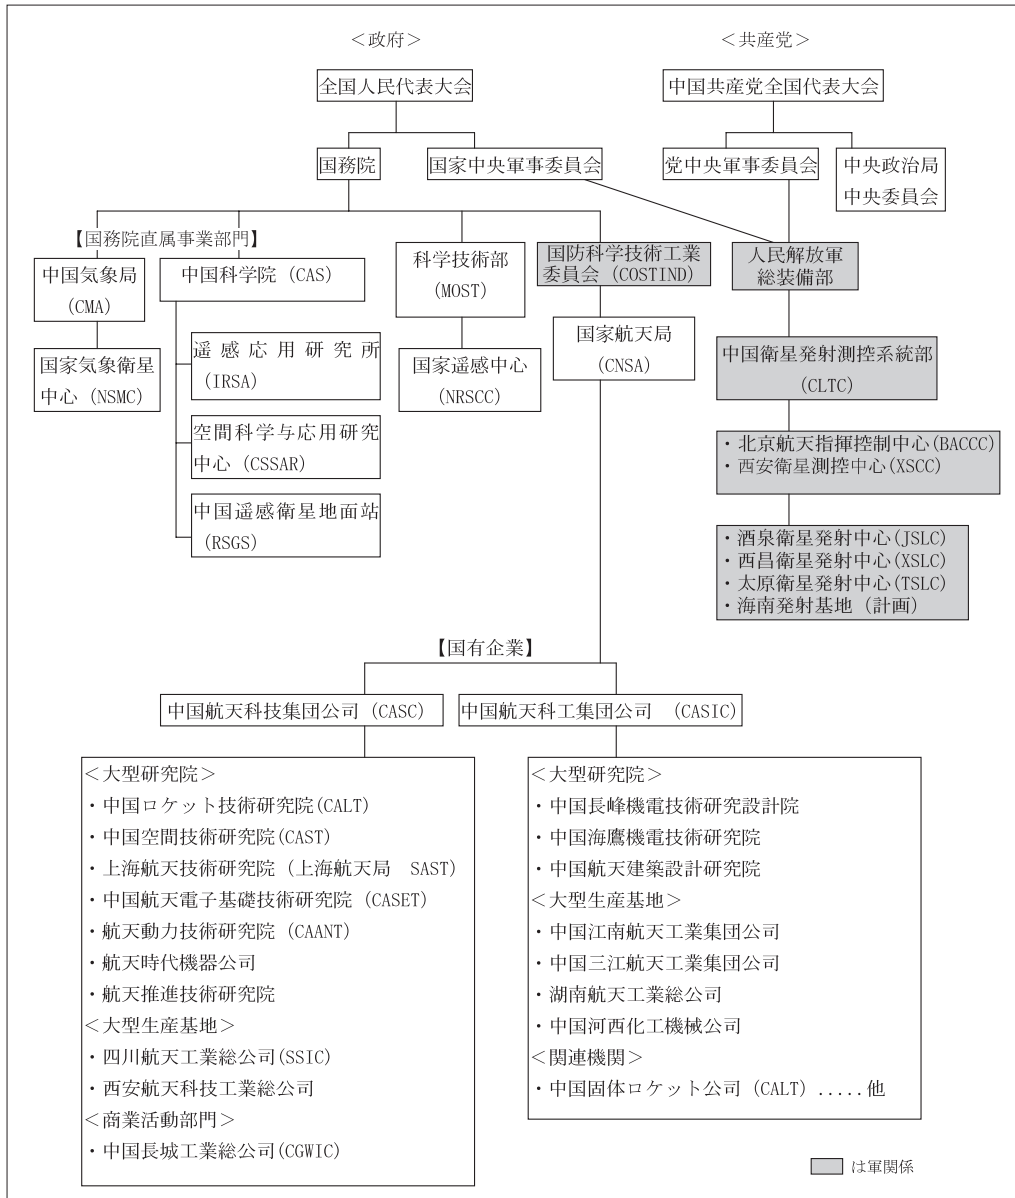 ＜政府＞
＜共産党＞
全国人民代表大会
中国共産党全国代表大会
国務院
国家中央軍事委員会
党中央軍事委員会
中央政治局
中央委員会
【国務院直属事業部門】
中国気象局
(CMA)
国家気象衛星
中心(NSMC)
中国科学院 (CAS)
遥感応用研究所
(IRSA)
空間科学与応用研究
中心(CSSAR)
中国遥感衛星地面站
(RSGS)
科学技術部
(MOST)
国家遥感中心
(NRSCC)
国防科学技術工業
委員会 (COSTIND)
国家航天局
(CNSA)
人民解放軍
総装備部
中国衛星発射測控系統部
(CLTC)
・北京航天指揮控制中心(BACCC)
・西安衛星測控中心(XSCC)
・酒泉衛星発射中心(JSLC)
・西昌衛星発射中心(XSLC)
・太原衛星発射中心(TSLC)
・海南発射基地 (計画)
【国有企業】
中国航天科技集団公司 (CASC)
中国航天科工集団公司 (CASIC)
＜大型研究院＞
・中国ロケット技術研究院(CALT)
・中国空間技術研究院(CAST)
・上海航天技術研究院 (上海航天局　SAST)
・中国航天電子基礎技術研究院 (CASET)
・航天動力技術研究院 (CAANT)
・航天時代機器公司
・航天推進技術研究院
＜大型生産基地＞
・四川航天工業総公司(SSIC)
・西安航天科技工業総公司
＜商業活動部門＞
・中国長城工業総公司(CGWIC)
＜大型研究院＞
・中国長峰機電技術研究設計院
・中国海鷹機電技術研究院
・中国航天建築設計研究院
＜大型生産基地＞
・中国江南航天工業集団公司
・中国三江航天工業集団公司
・湖南航天工業総公司
・中国河西化工機械公司
＜関連機関＞
・中国固体ロケット公司 (CALT) .....他
は軍関係